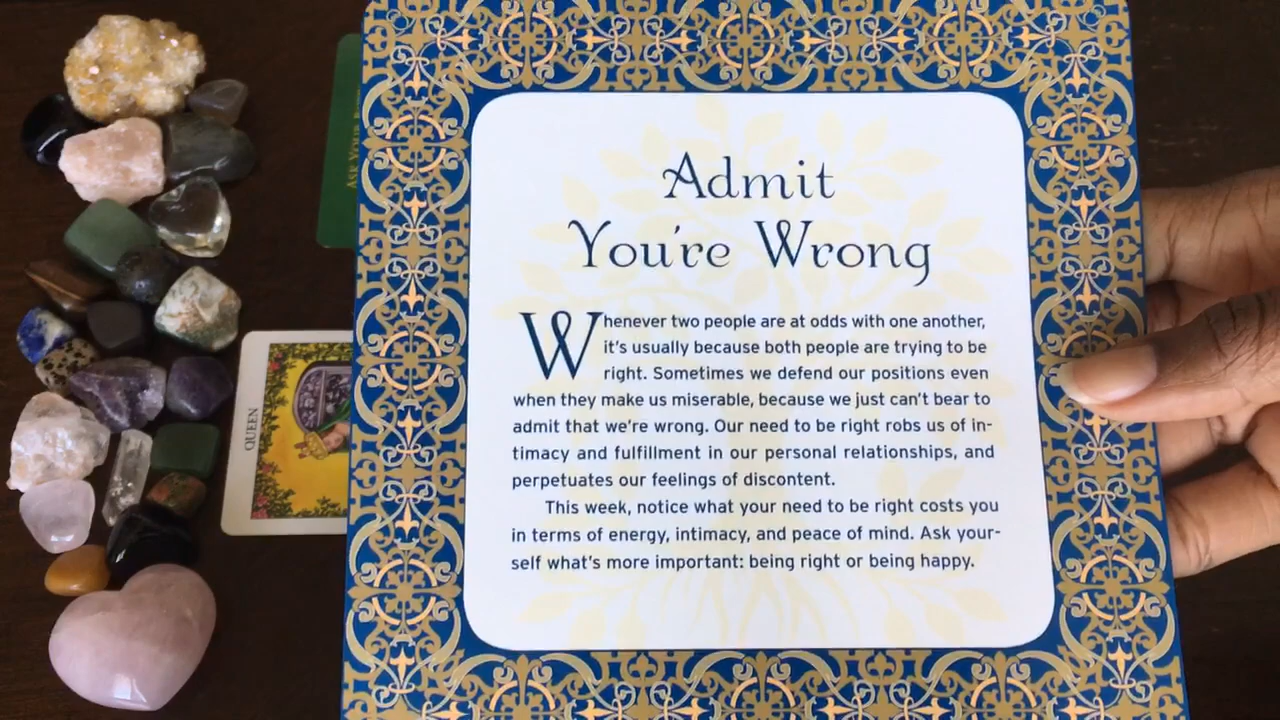 Admit
You're Wrong
Whenever two people are at odds with one another,
it's usually because both people are trying to be
right. Sometimes we defend our positions even
when they make us miserable, because we just can't bear to
admit that we're wrong. Our need to be right robs us of in-
timacy and fulfillment in our personal relationships, and
perpetuates our feelings of discontent.
This week, notice what your need to be right costs you
in terms of energy, intimacy, and peace of mind. Ask your-
self what's more important: being right or being happy.
ASK YOUR
QUEEN